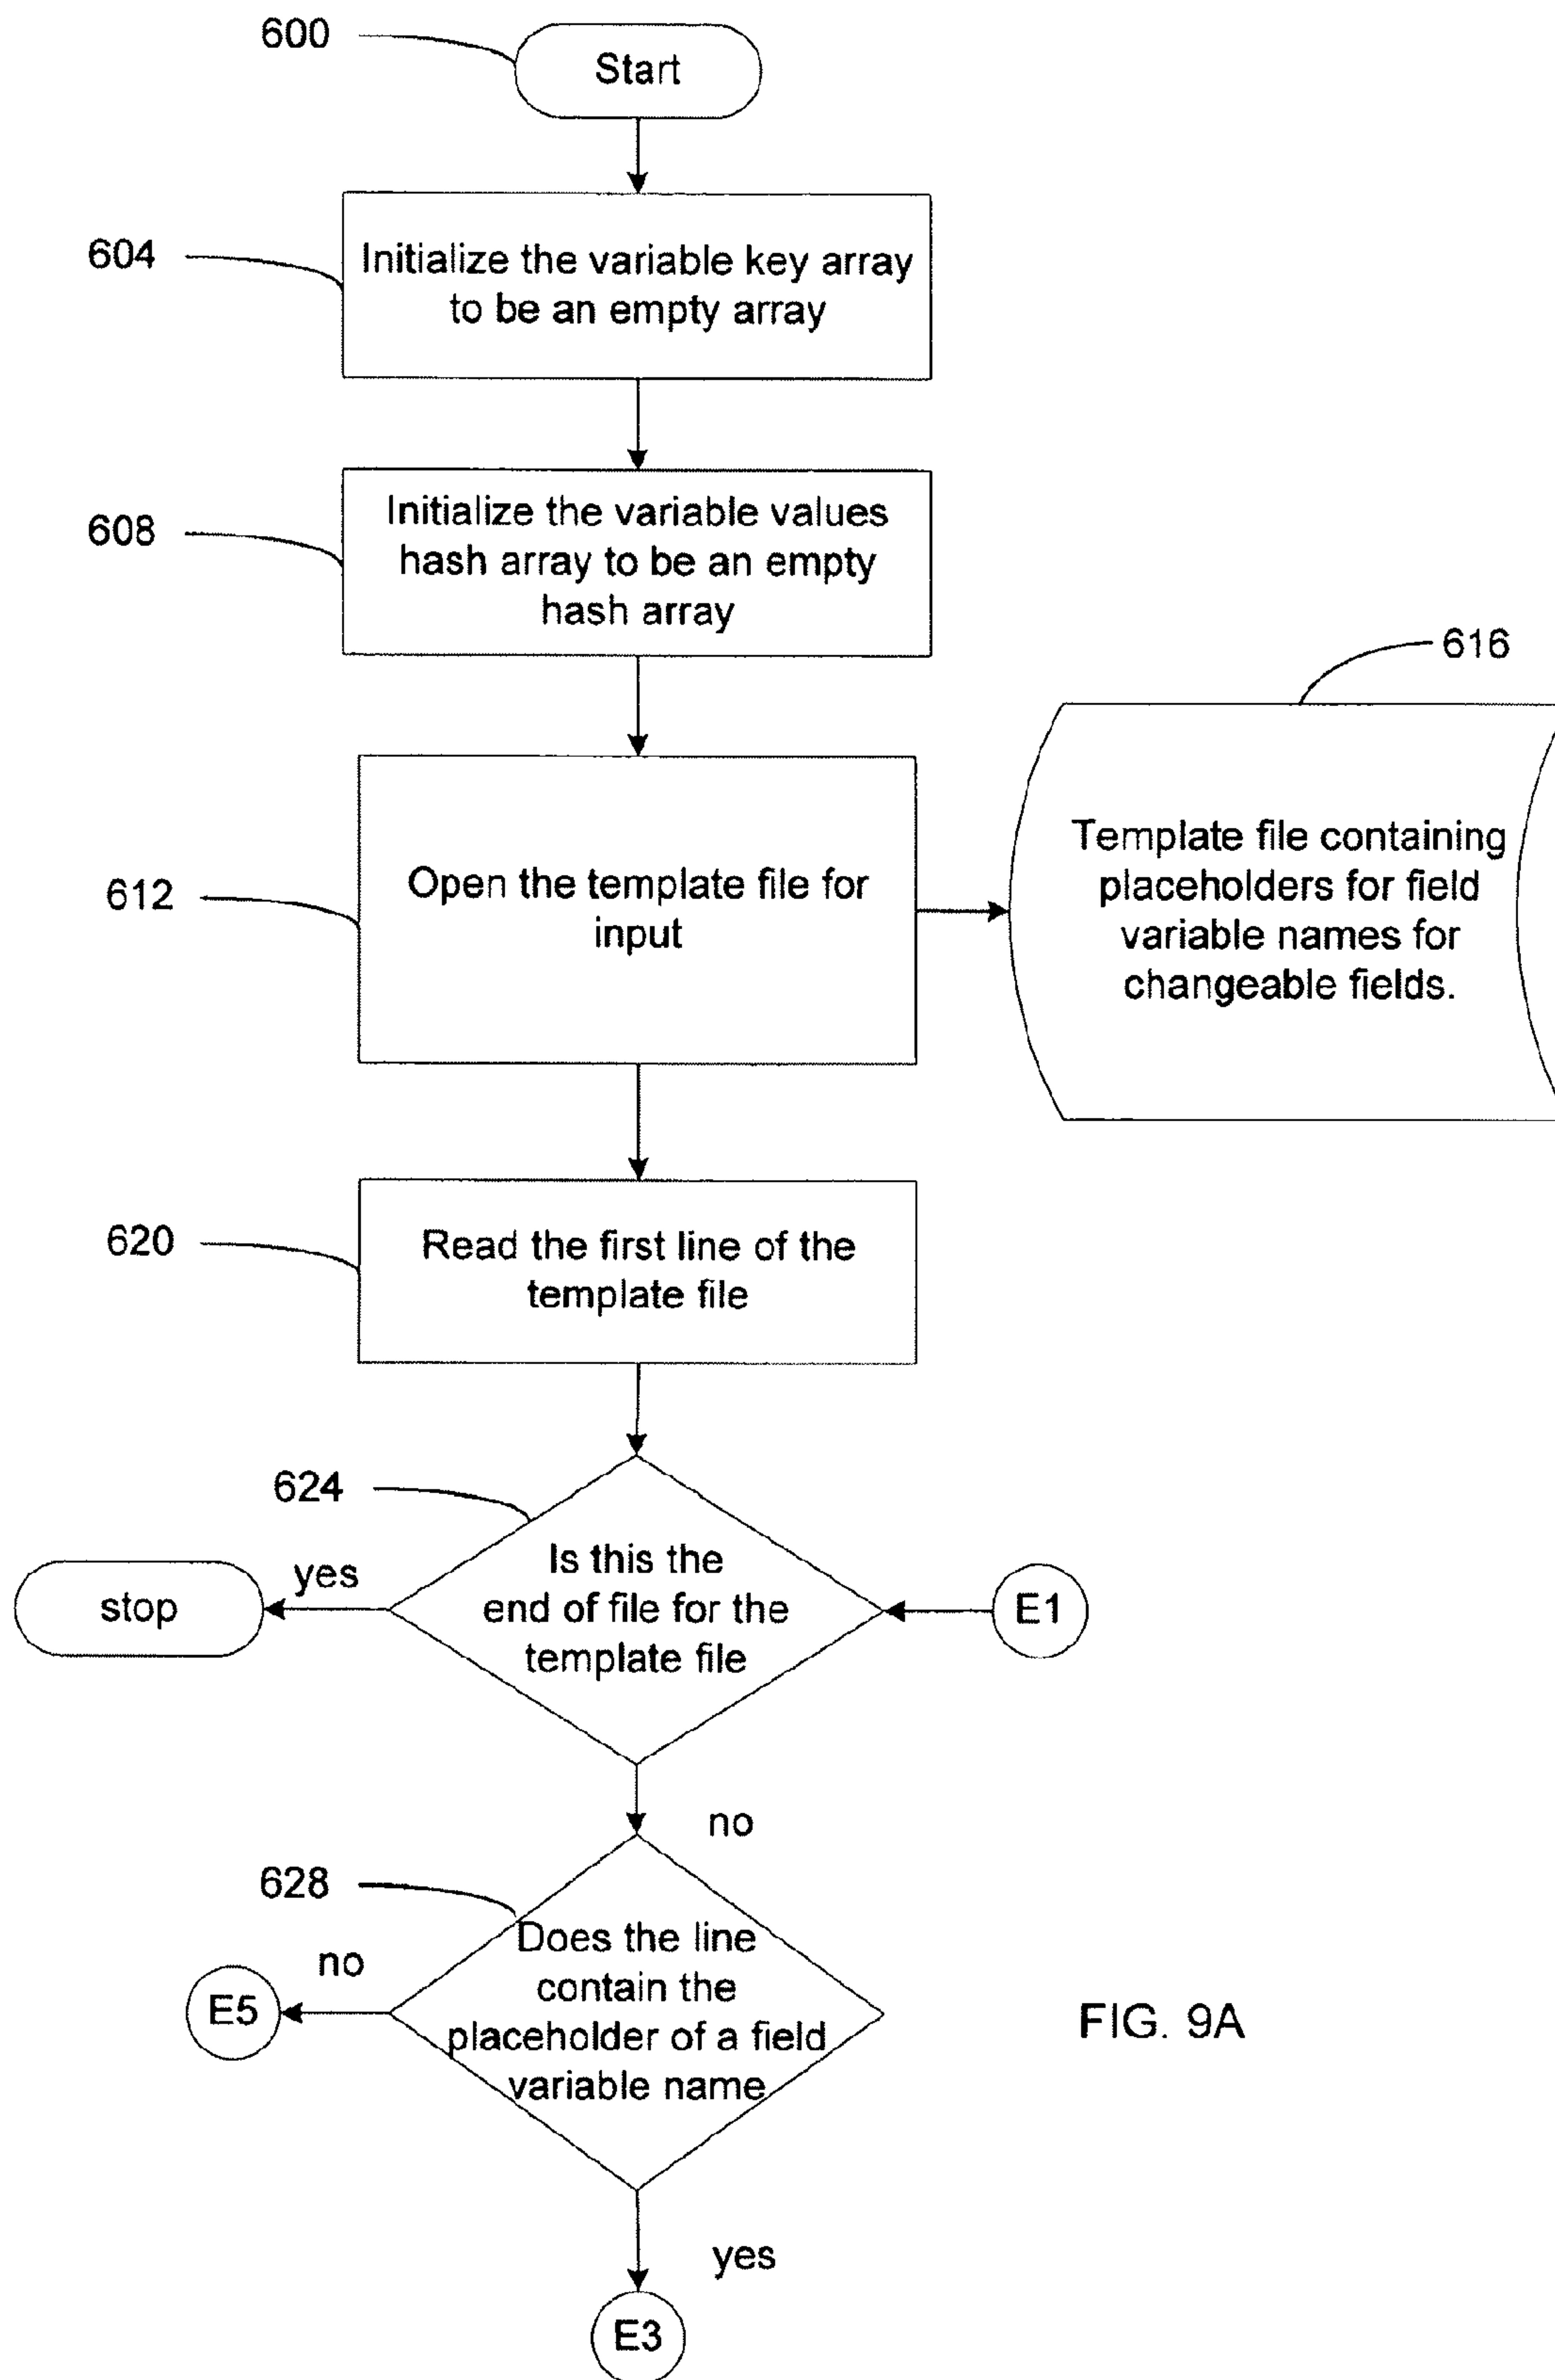 600
Start
604
Initialize the variable key array
to be an empty array
608
Initialize the variable values
hash array to be an empty
hash array
616
612
Open the template file for
input
Template file containing
placeholders for field
variable names for
changeable fields.
620
Read the first line of the
template file
624
Is this the
end of file for the
template file
yes
stop
E1
no
628
Does the line
contain the
placeholder of a field
variable name
no
E5
FIG. 9A
yes
E3